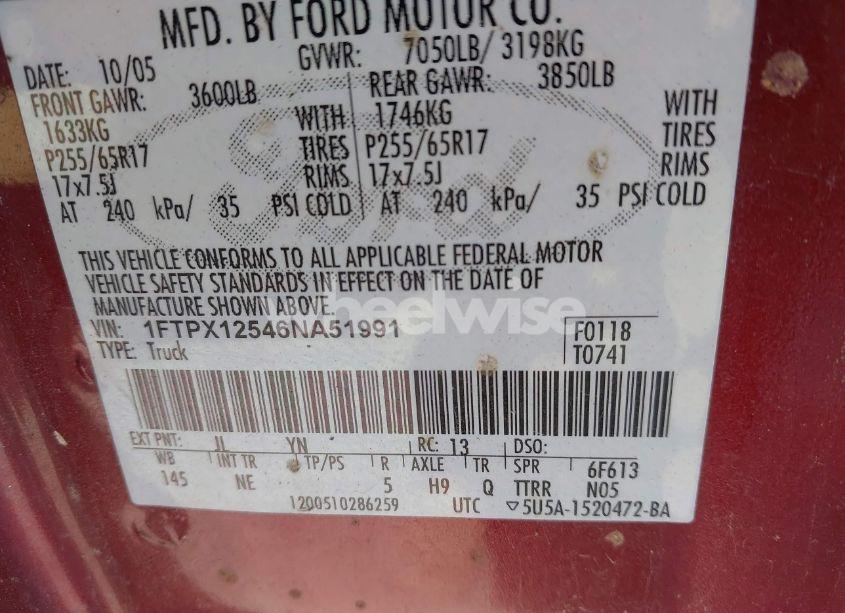 MFD. BY FORD MOTOR CO.
DATE: 10/05 GVWR: 7050LB/ 3198KG
FRONT GAWR: 3600LB REAR GAWR: 3850LB
1633KG WITH 1746KG WITH
P255/65R17 TIRES P255/65R17 TIRES
17x7.5J RIMS 17x7.5J RIMS
AT 240 kPa/ 35 PSI COLD AT 240 kPa/ 35 PSI COLD
Ford
THIS VEHICLE CONFORMS TO ALL APPLICABLE FEDERAL MOTOR
VEHICLE SAFETY STANDARDS IN EFFECT ON THE DATE OF
MANUFACTURE SHOWN ABOVE.
wheelwise
VIN: 1FTPX12546NA51991 F0118
TYPE: Truck T0741
EXT PNT: JL YN RC: 13 DSO:
WB INT TR TP/PS R AXLE TR SPR 6F613
145 NE 5 H9 Q TTRR N05
1200510286259 UTC ▽5U5A-1520472-BA